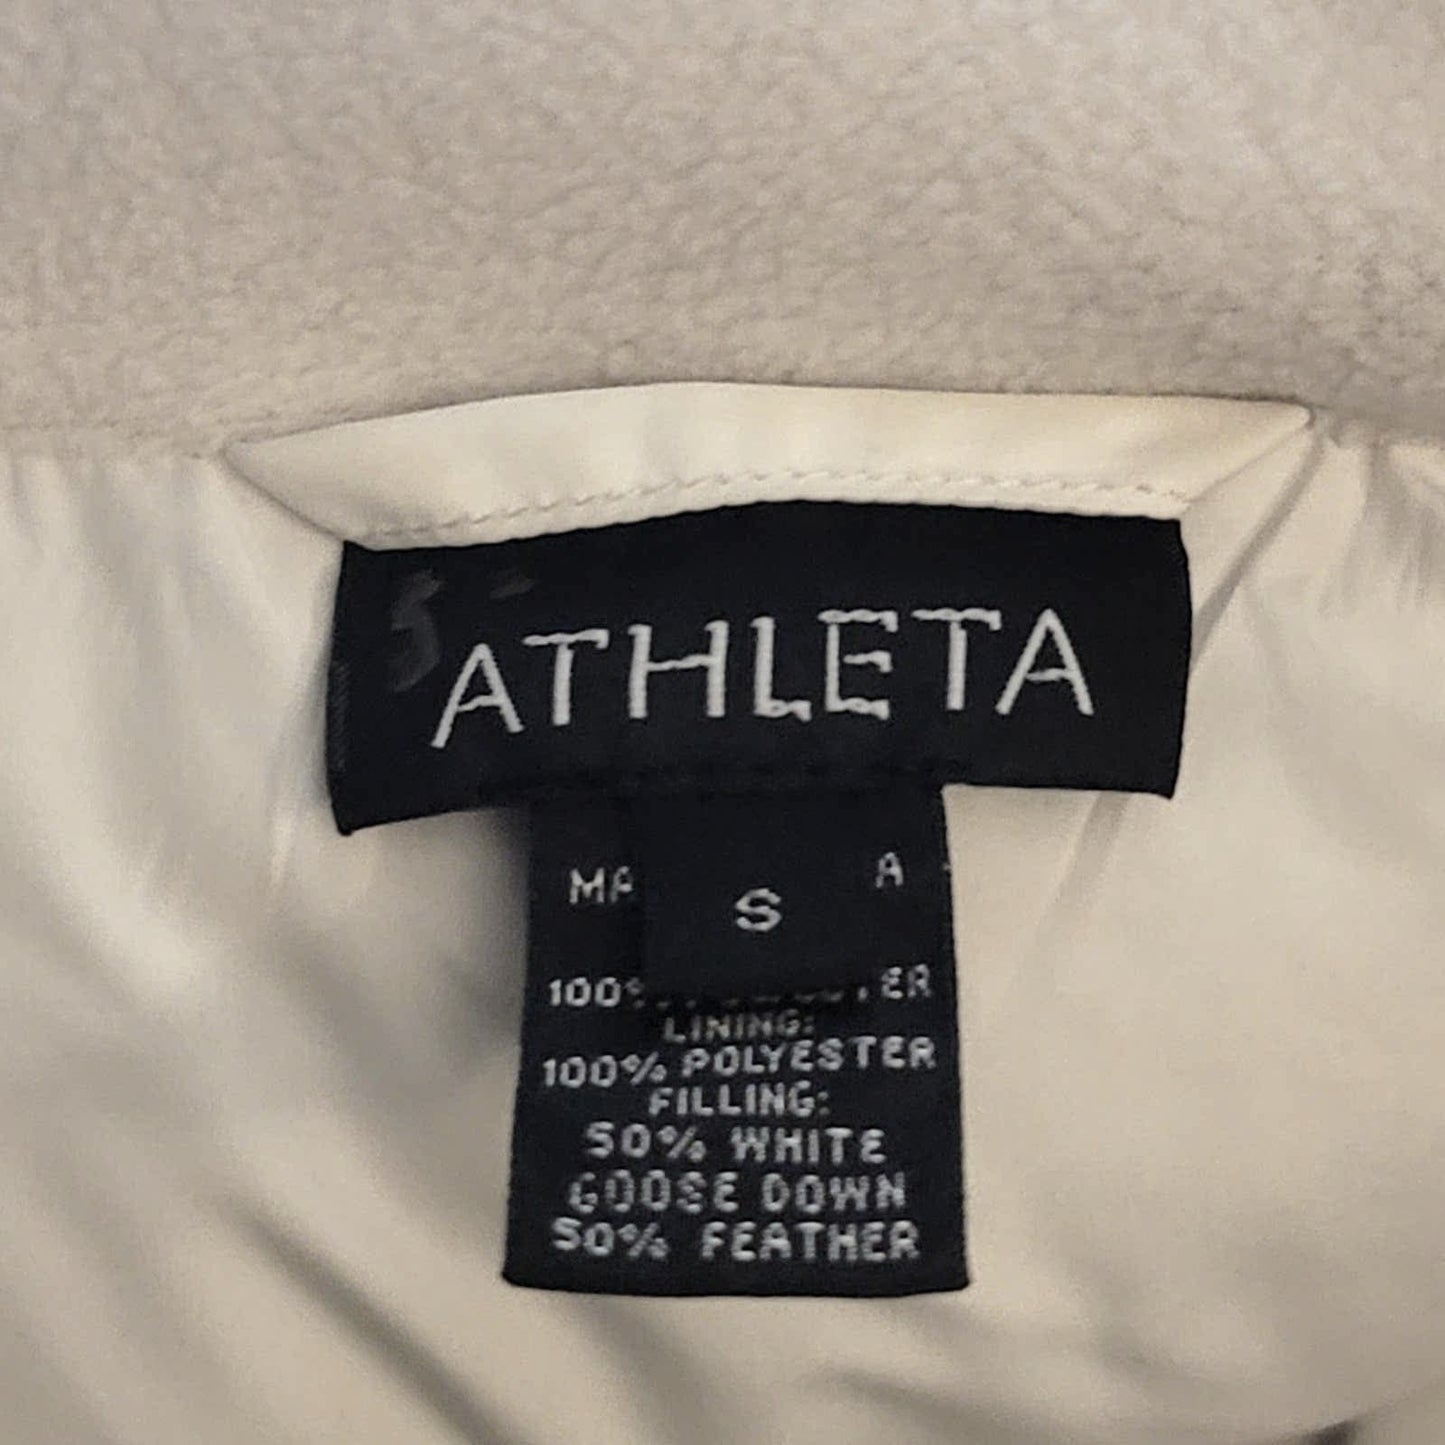 ATHLETA
S
LINING:
100% POLYESTER
FILLING:
50% WHITE
GOOSE DOWN
50% FEATHER